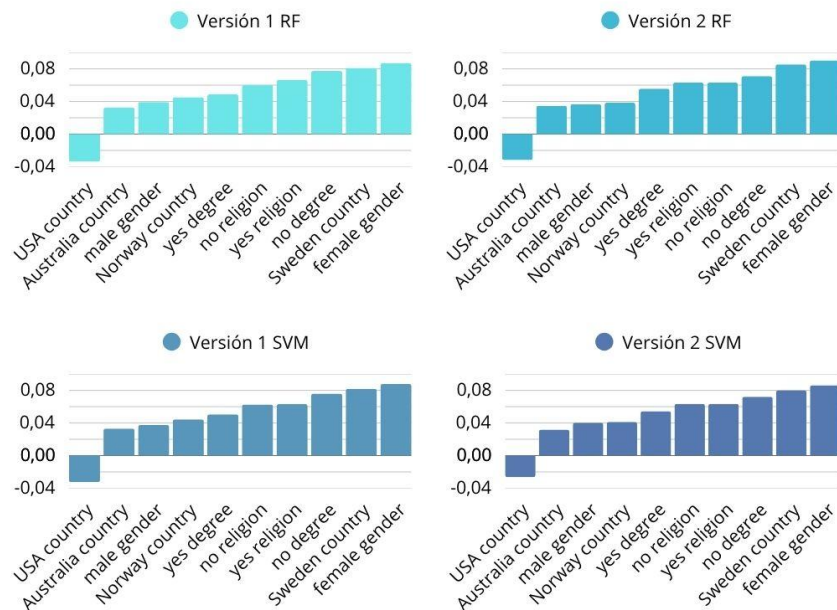 Versión 1 RF
0,08
0,04
0,00
-0,04
USA country
Australia country
male gender
Norway country
yes degree
no religion
yes religion
no degree
Sweden country
female gender
Versión 2 RF
0,08
0,04
0,00
-0,04
USA country
Australia country
male gender
Norway country
yes degree
yes religion
no religion
no degree
Sweden country
female gender
Versión 1 SVM
0,08
0,04
0,00
-0,04
USA country
Australia country
male gender
Norway country
yes degree
no religion
yes religion
no degree
Sweden country
female gender
Versión 2 SVM
0,08
0,04
0,00
-0,04
USA country
Australia country
male gender
Norway country
yes degree
no religion
yes religion
no degree
Sweden country
female gender